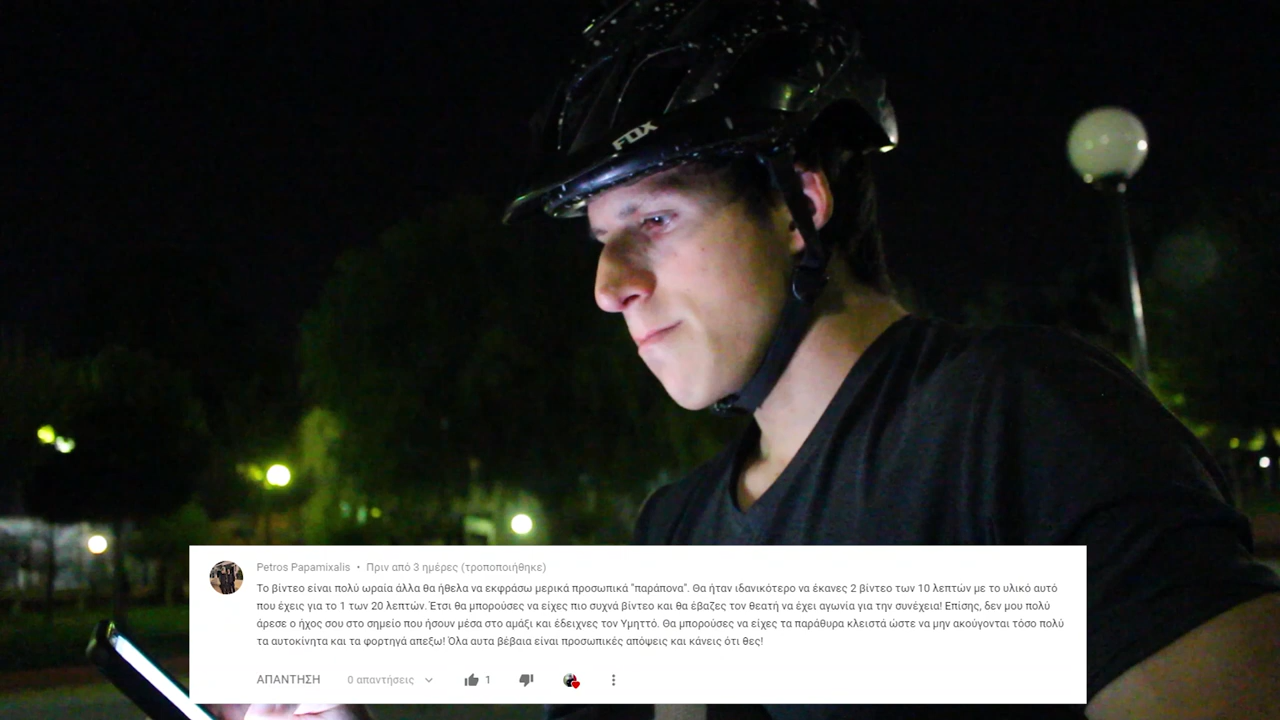 FOX
Petros Papamixalis • Πριν από 3 ημέρες (τροποποιήθηκε)
Το βίντεο είναι πολύ ωραία άλλα θα ήθελα να εκφράσω μερικά προσωπικά "παράπονα". Θα ήταν ιδανικότερο να έκανες 2 βίντεο των 10 λεπτών με το υλικό αυτό
που έχεις για το 1 των 20 λεπτών. Έτσι θα μπορούσες να είχες πιο συχνά βίντεο και θα έβαζες τον θεατή να έχει αγωνία για την συνέχεια! Επίσης, δεν μου πολύ
άρεσε ο ήχος σου στο σημείο που ήσουν μέσα στο αμάξι και έδειχνες τον Υμηττό. Θα μπορούσες να είχες τα παράθυρα κλειστά ώστε να μην ακούγονται τόσο πολύ
τα αυτοκίνητα και τα φορτηγά απεξω! Όλα αυτα βέβαια είναι προσωπικές απόψεις και κάνεις ότι θες!
ΑΠΑΝΤΗΣΗ 0 απαντήσεις 1